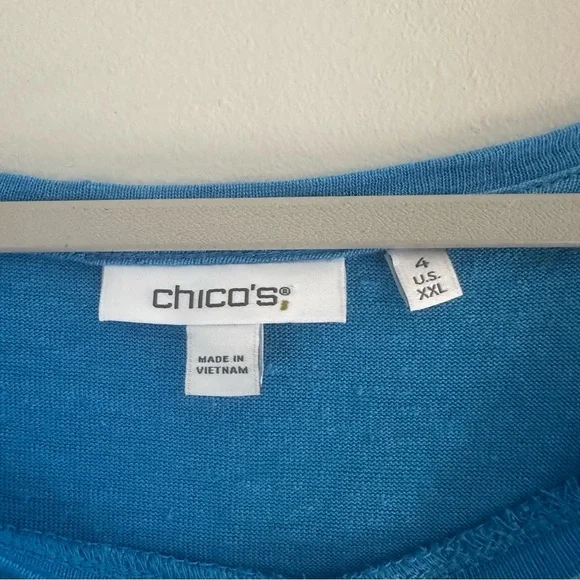 chico's®
MADE IN
VIETNAM
4
U.S.
XXL